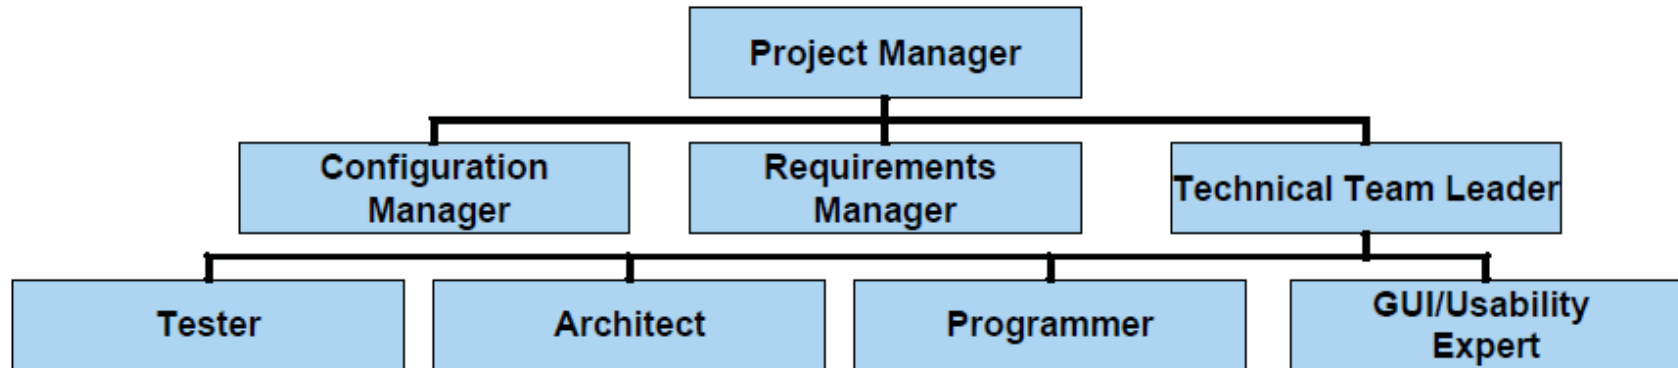 Project Manager
Configuration
Manager
Requirements
Manager
Technical Team Leader
Tester
Architect
Programmer
GUI/Usability
Expert